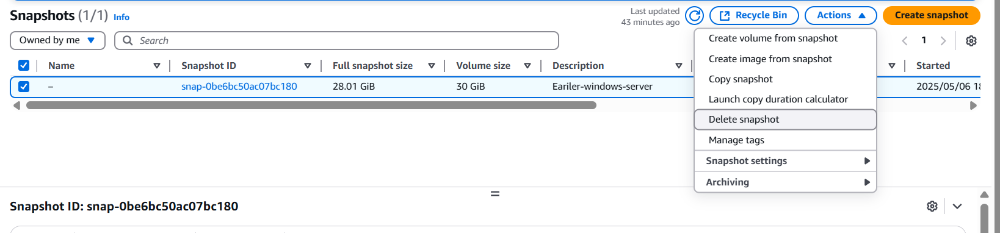 Snapshots (1/1) Info
Last updated
43 minutes ago
Recycle Bin
Actions
Create snapshot
Owned by me
Search
1
Name
Snapshot ID
Full snapshot size
Volume size
Description
Started
–
snap-0be6bc50ac07bc180
28.01 GiB
30 GiB
Eariler-windows-server
2025/05/06 18
Create volume from snapshot
Create image from snapshot
Copy snapshot
Launch copy duration calculator
Delete snapshot
Manage tags
Snapshot settings
Archiving
Snapshot ID: snap-0be6bc50ac07bc180